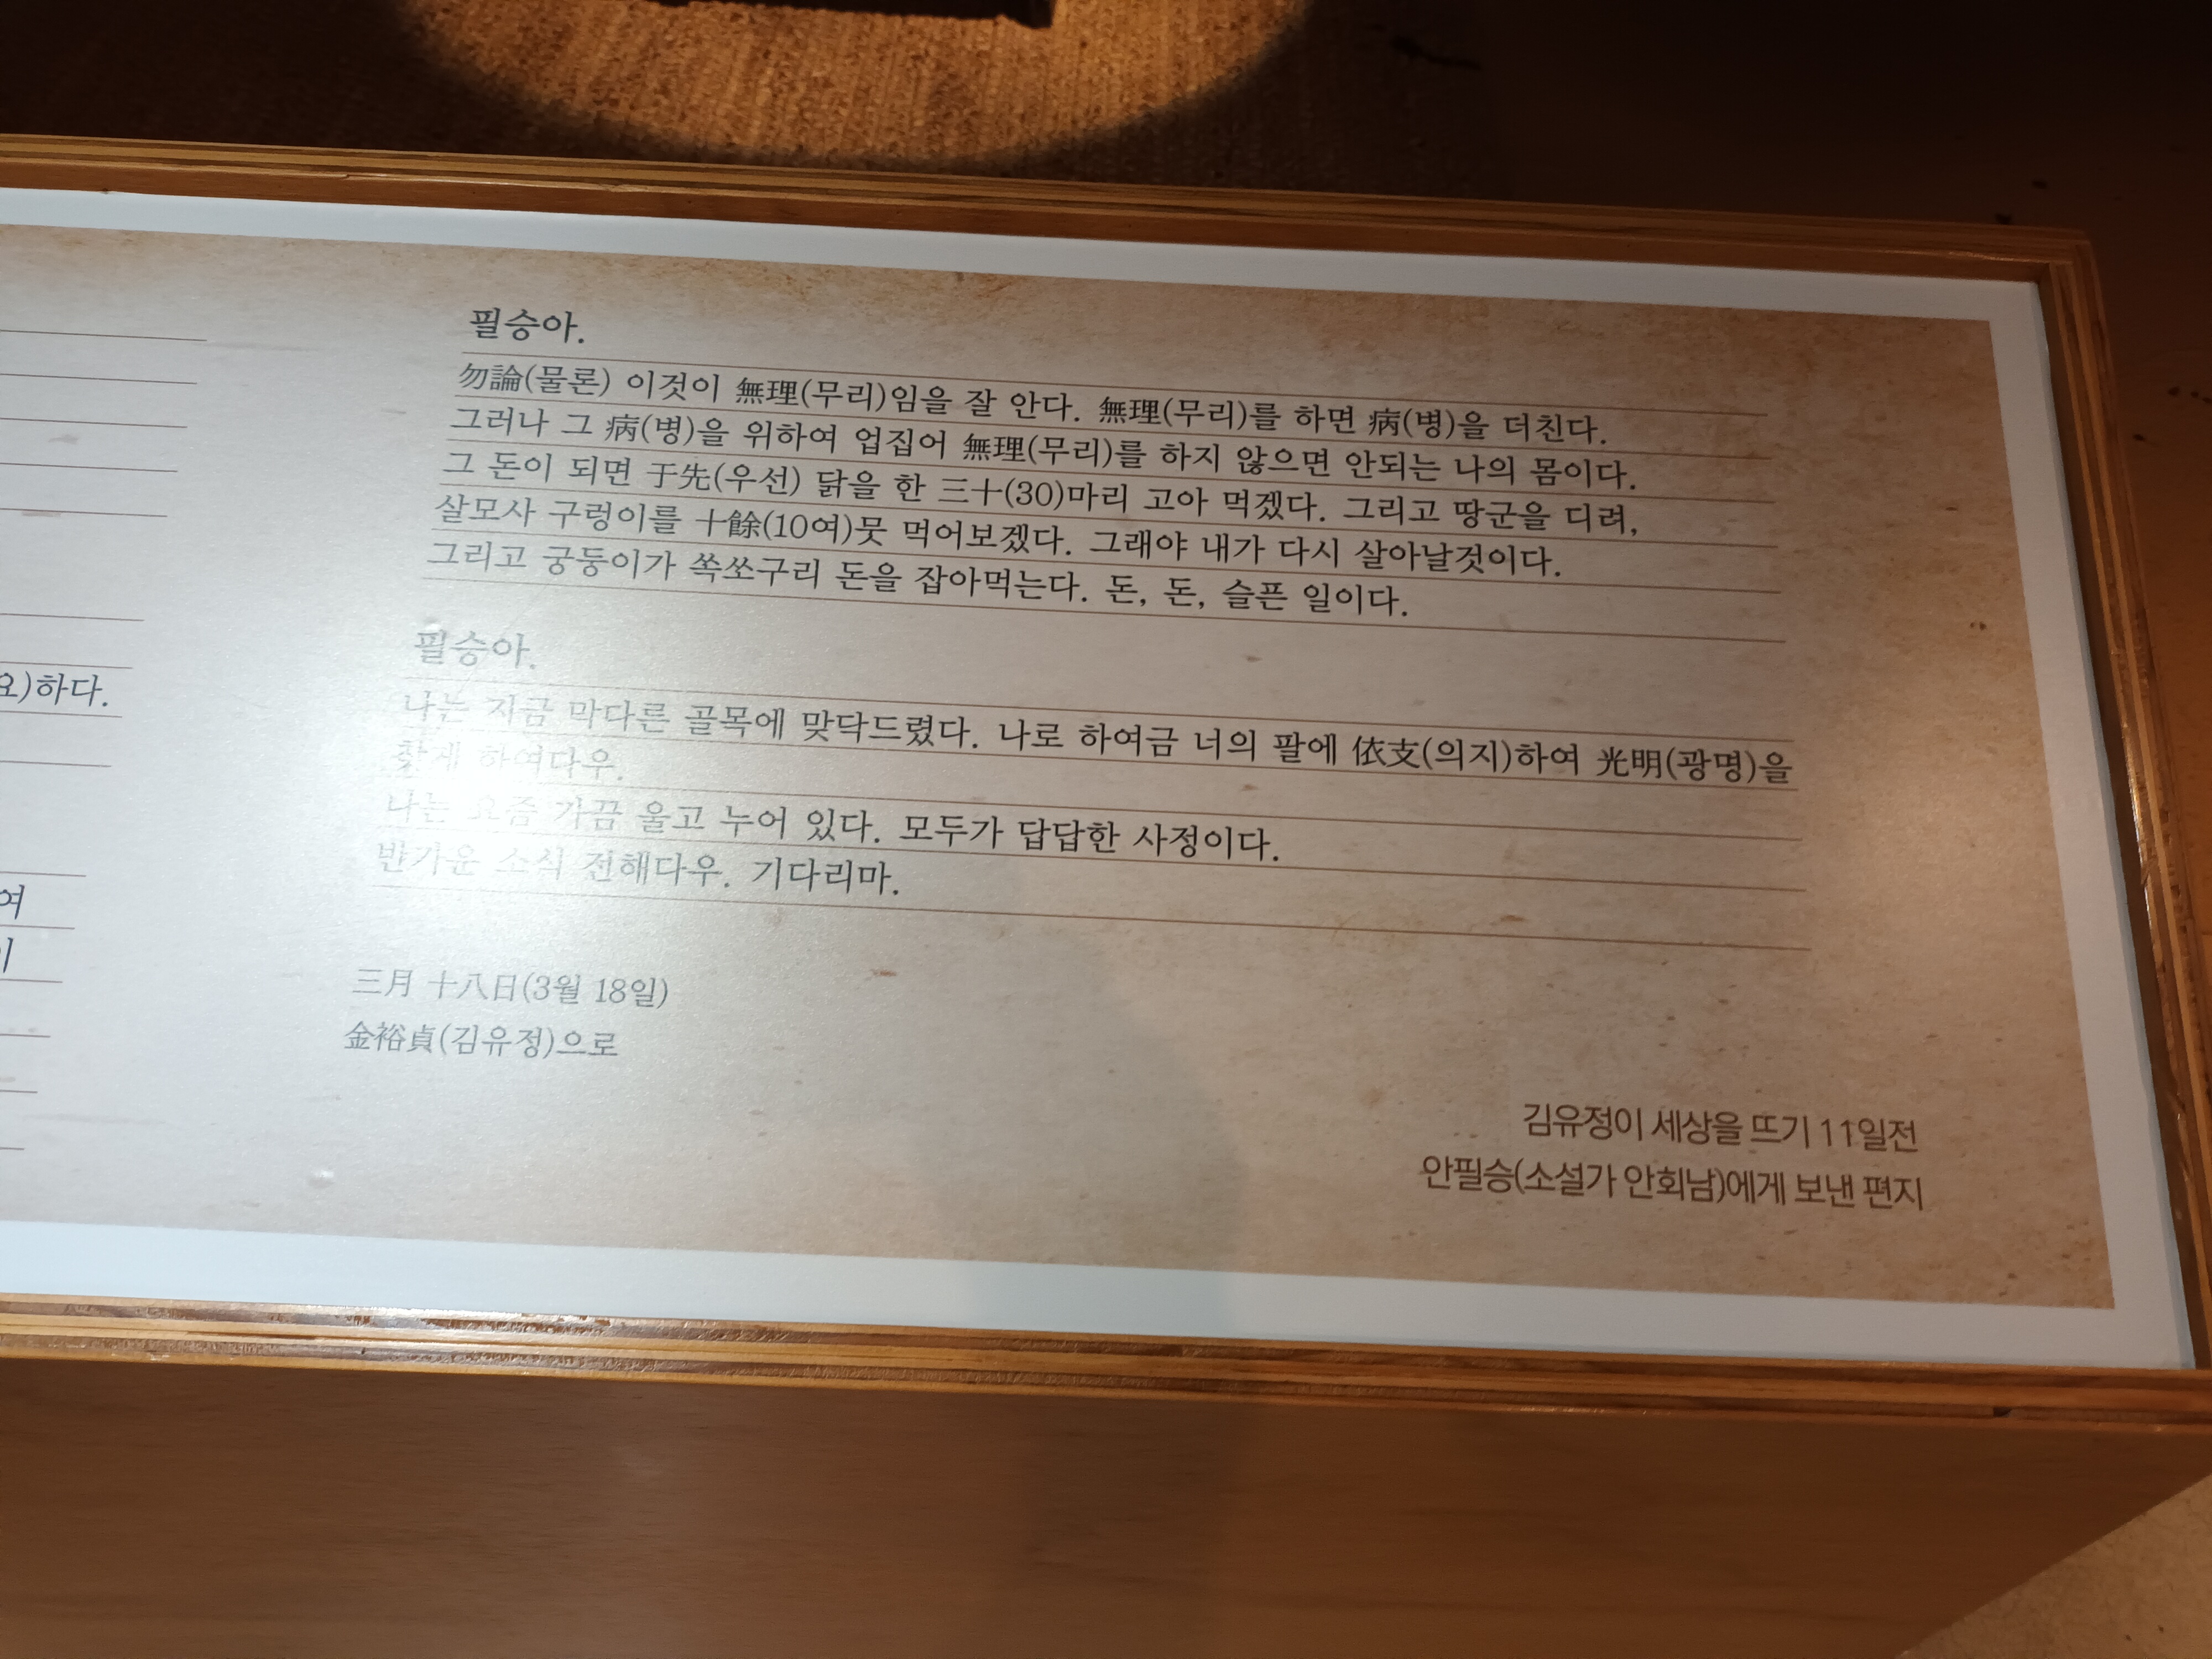 요)하다.
여
필승아.
勿論(물론) 이것이 無理(무리)임을 잘 안다. 無理(무리)를 하면 病(병)을 더친다.
그러나 그 病(병)을 위하여 업집어 無理(무리)를 하지 않으면 안되는 나의 몸이다.
그 돈이 되면 于先(우선) 닭을 한 三十(30)마리 고아 먹겠다. 그리고 땅군을 디려,
살모사 구렁이를 十餘(10여)뭇 먹어보겠다. 그래야 내가 다시 살아날것이다.
그리고 궁둥이가 쏙쏘구리 돈을 잡아먹는다. 돈, 돈, 슬픈 일이다.
필승아.
나는 지금 막다른 골목에 맞닥드렸다. 나로 하여금 너의 팔에 依支(의지)하여 光明(광명)을
찾게 하여다우.
나는 요즘 가끔 울고 누어 있다. 모두가 답답한 사정이다.
반가운 소식 전해다우. 기다리마.
三月 十八日(3월 18일)
金裕貞(김유정)으로
김유정이 세상을 뜨기 11일전
안필승(소설가 안회남)에게 보낸 편지